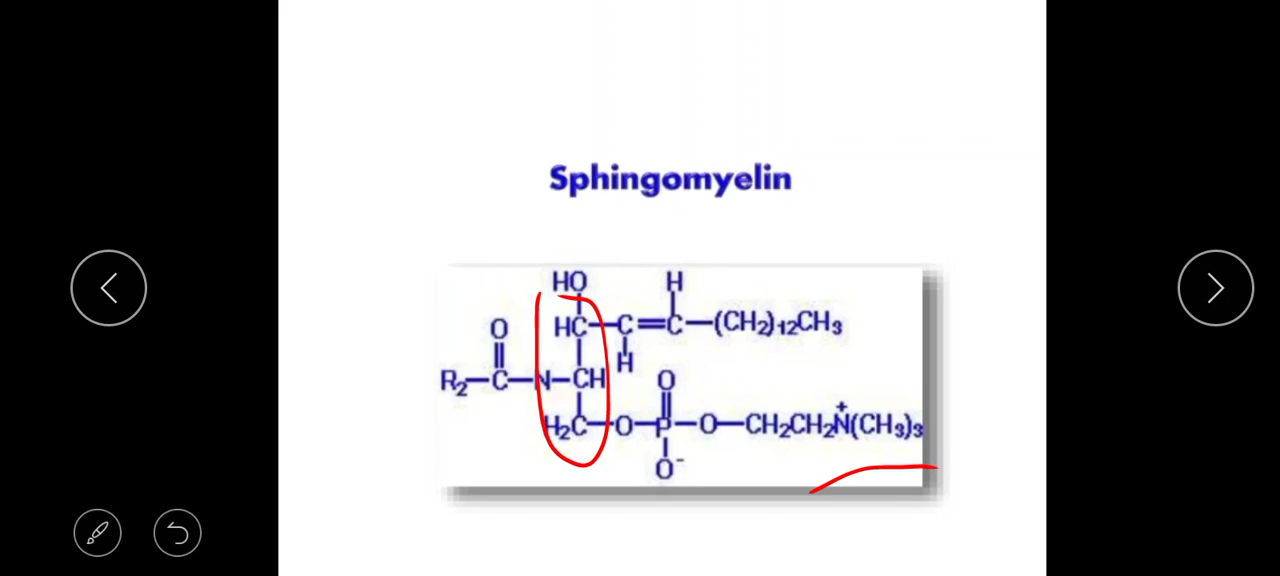 Sphingomyelin
HO H
O HC—C=C—(CH₂)₁₂CH₃
H
R₂—C—N—CH O
H₂C—O—P—O—CH₂CH₂N⁺(CH₃)₃
O⁻